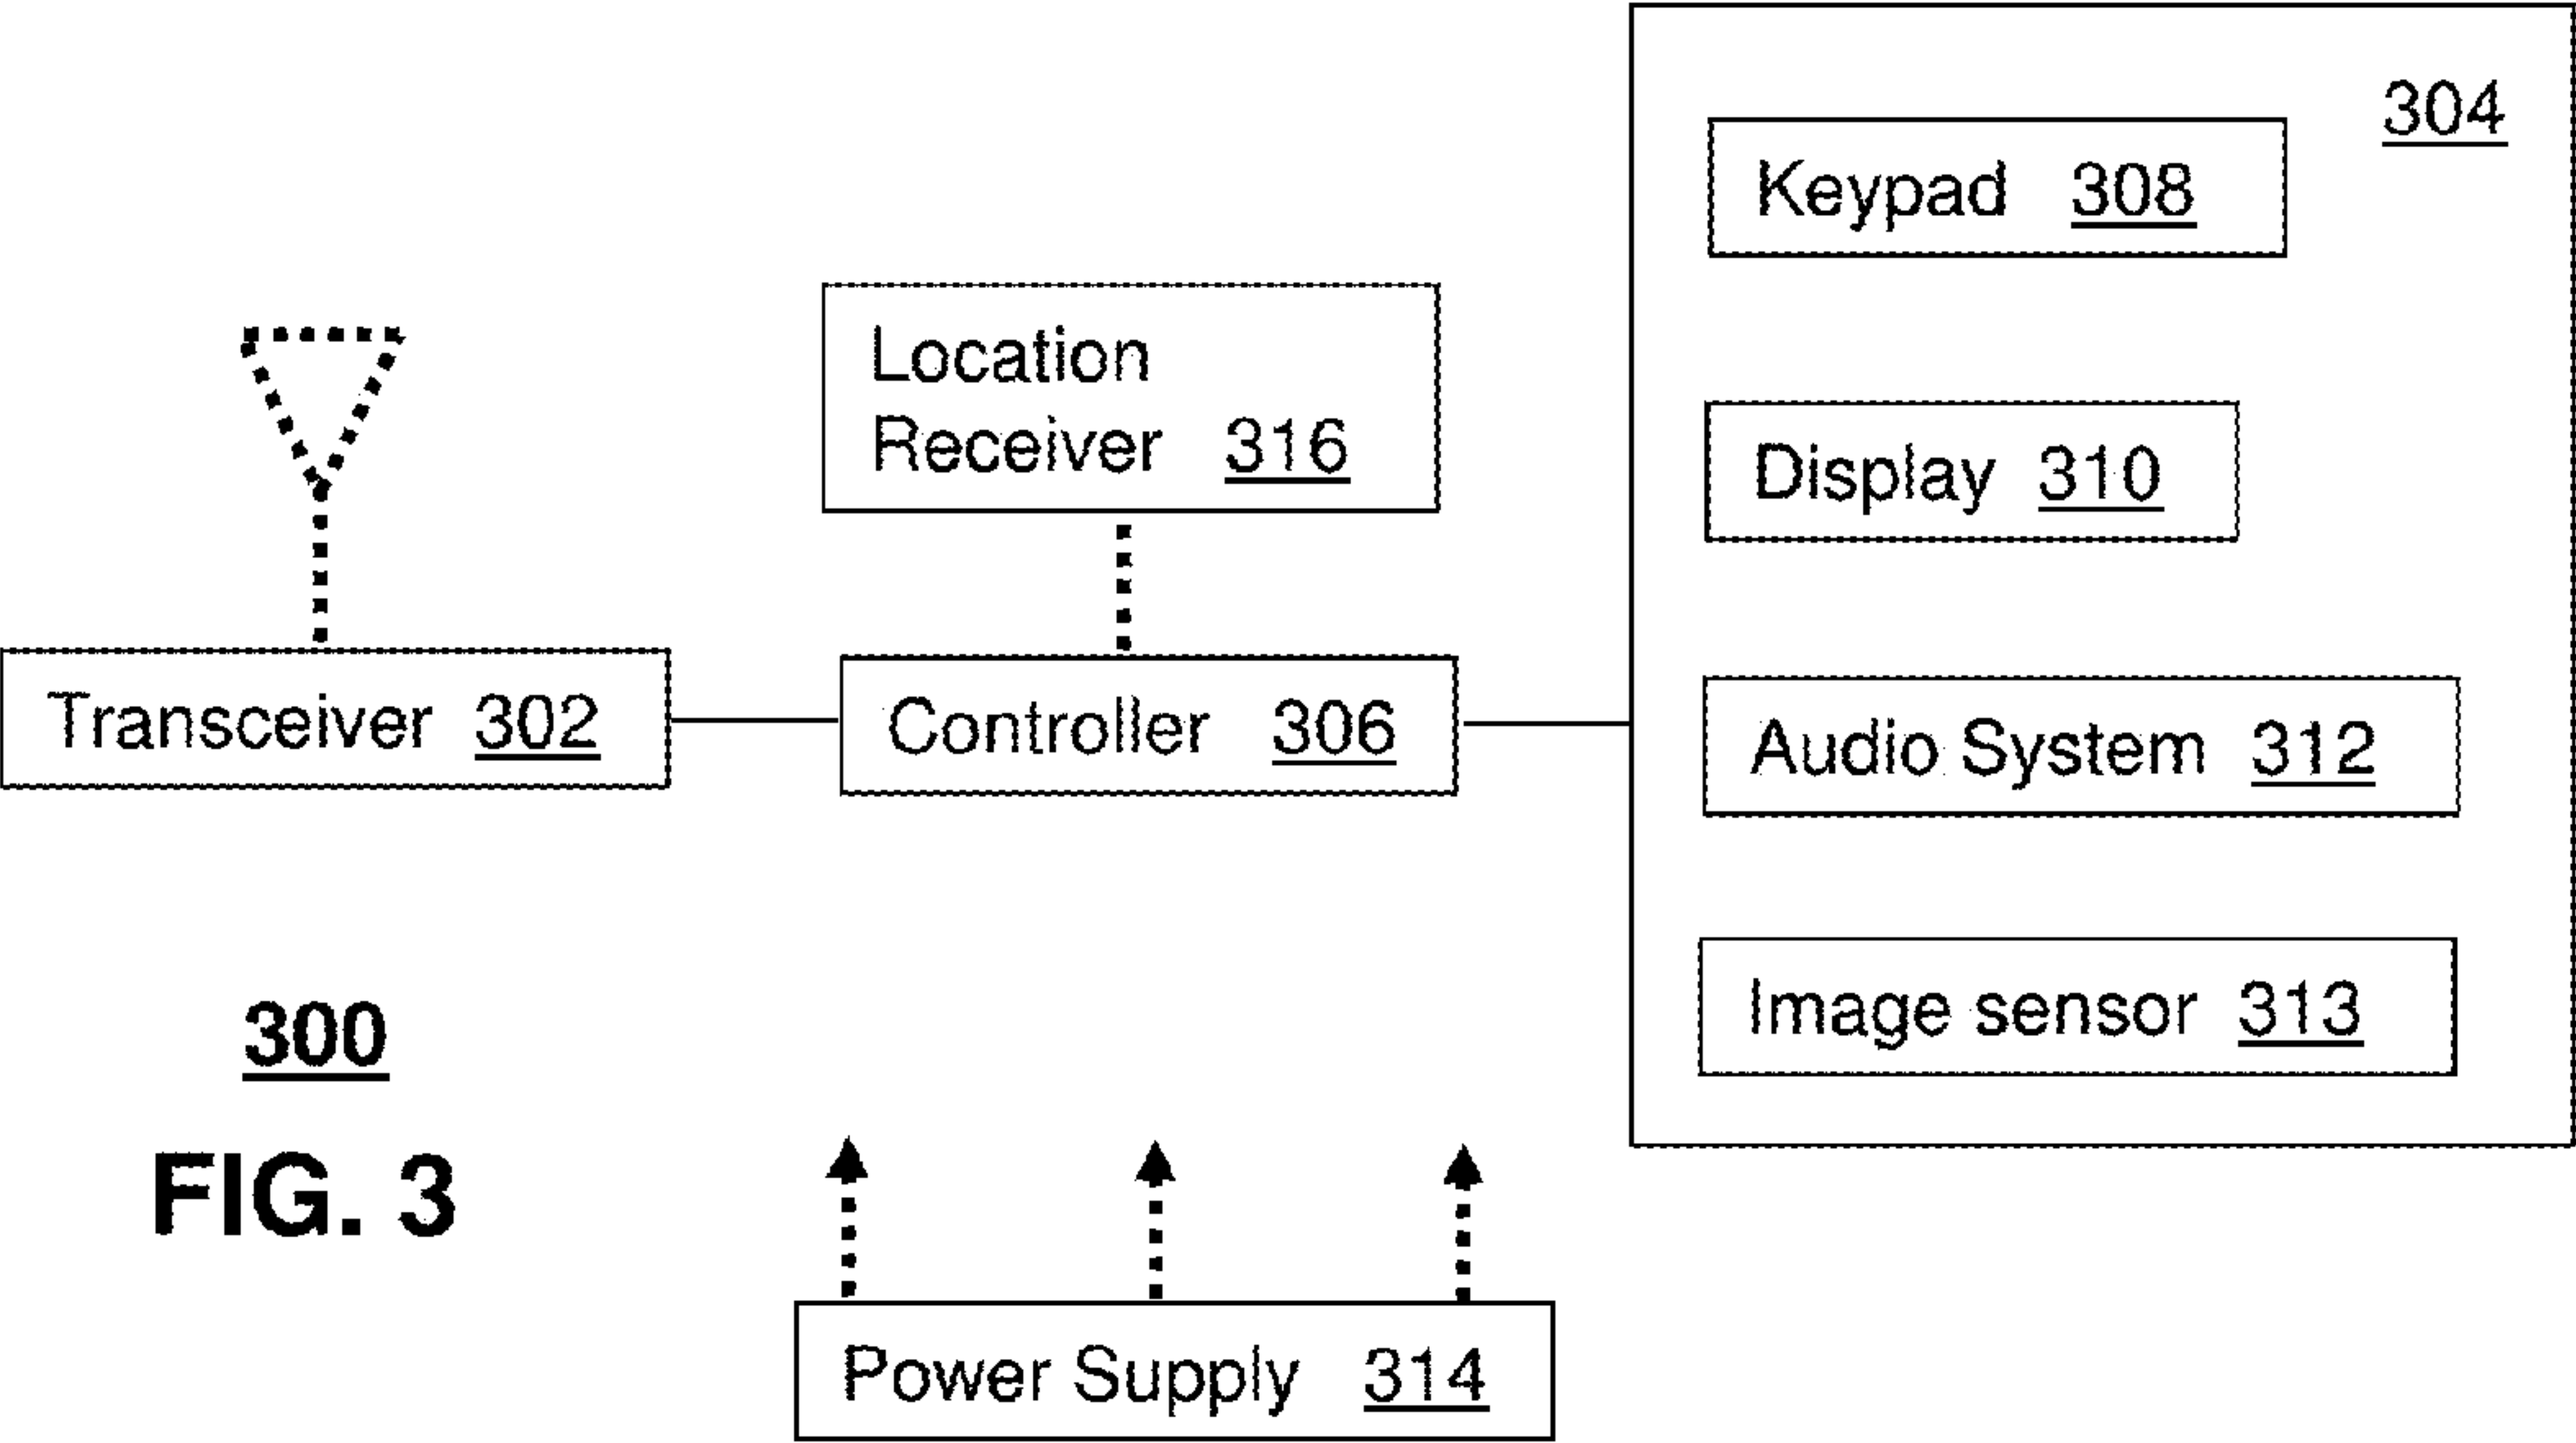 304
Keypad 308
Location
Receiver 316
Display 310
Transceiver 302
Controller 306
Audio System 312
Image sensor 313
300
FIG. 3
Power Supply 314